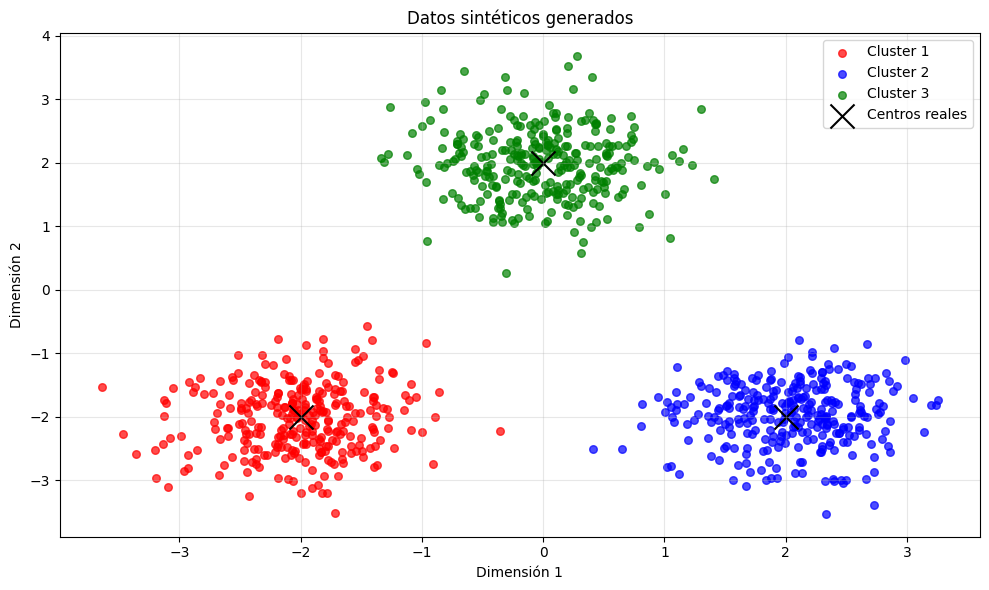 Datos sintéticos generados
Cluster 1
Cluster 2
Cluster 3
Centros reales
4
3
2
1
0
−1
−2
−3
Dimensión 2
−3
−2
−1
0
1
2
3
Dimensión 1